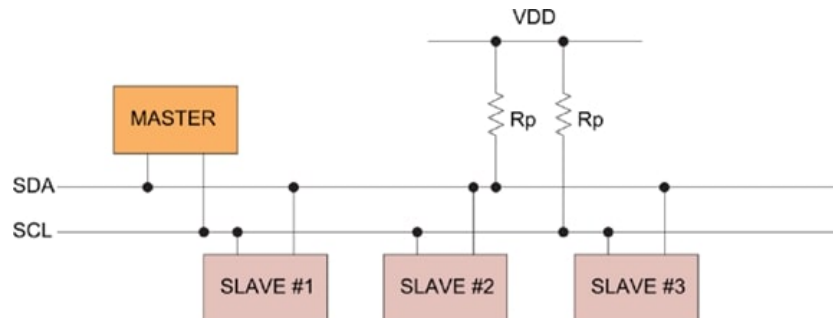 VDD
MASTER
Rp
Rp
SDA
SCL
SLAVE #1
SLAVE #2
SLAVE #3